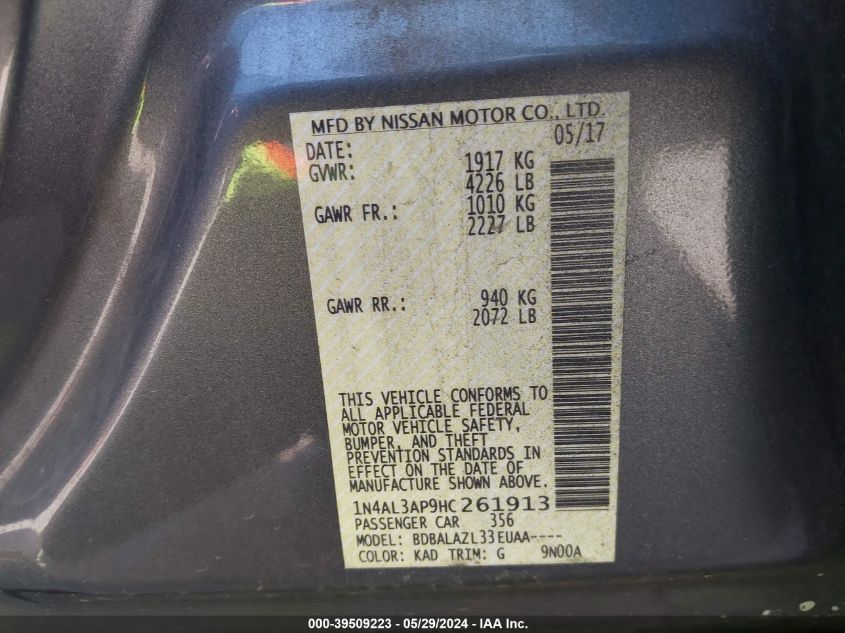 MFD BY NISSAN MOTOR CO., LTD.
DATE: 05/17
GVWR: 1917 KG
4226 LB
GAWR FR.: 1010 KG
2227 LB
GAWR RR.: 940 KG
2072 LB
THIS VEHICLE CONFORMS TO
ALL APPLICABLE FEDERAL
MOTOR VEHICLE SAFETY,
BUMPER, AND THEFT
PREVENTION STANDARDS IN
EFFECT ON THE DATE OF
MANUFACTURE SHOWN ABOVE.
1N4AL3AP9HC261913
PASSENGER CAR 356
MODEL: BDBALAZL33EUAA----
COLOR: KAD TRIM: G 9N00A
000-39509223 - 05/29/2024 - IAA Inc.